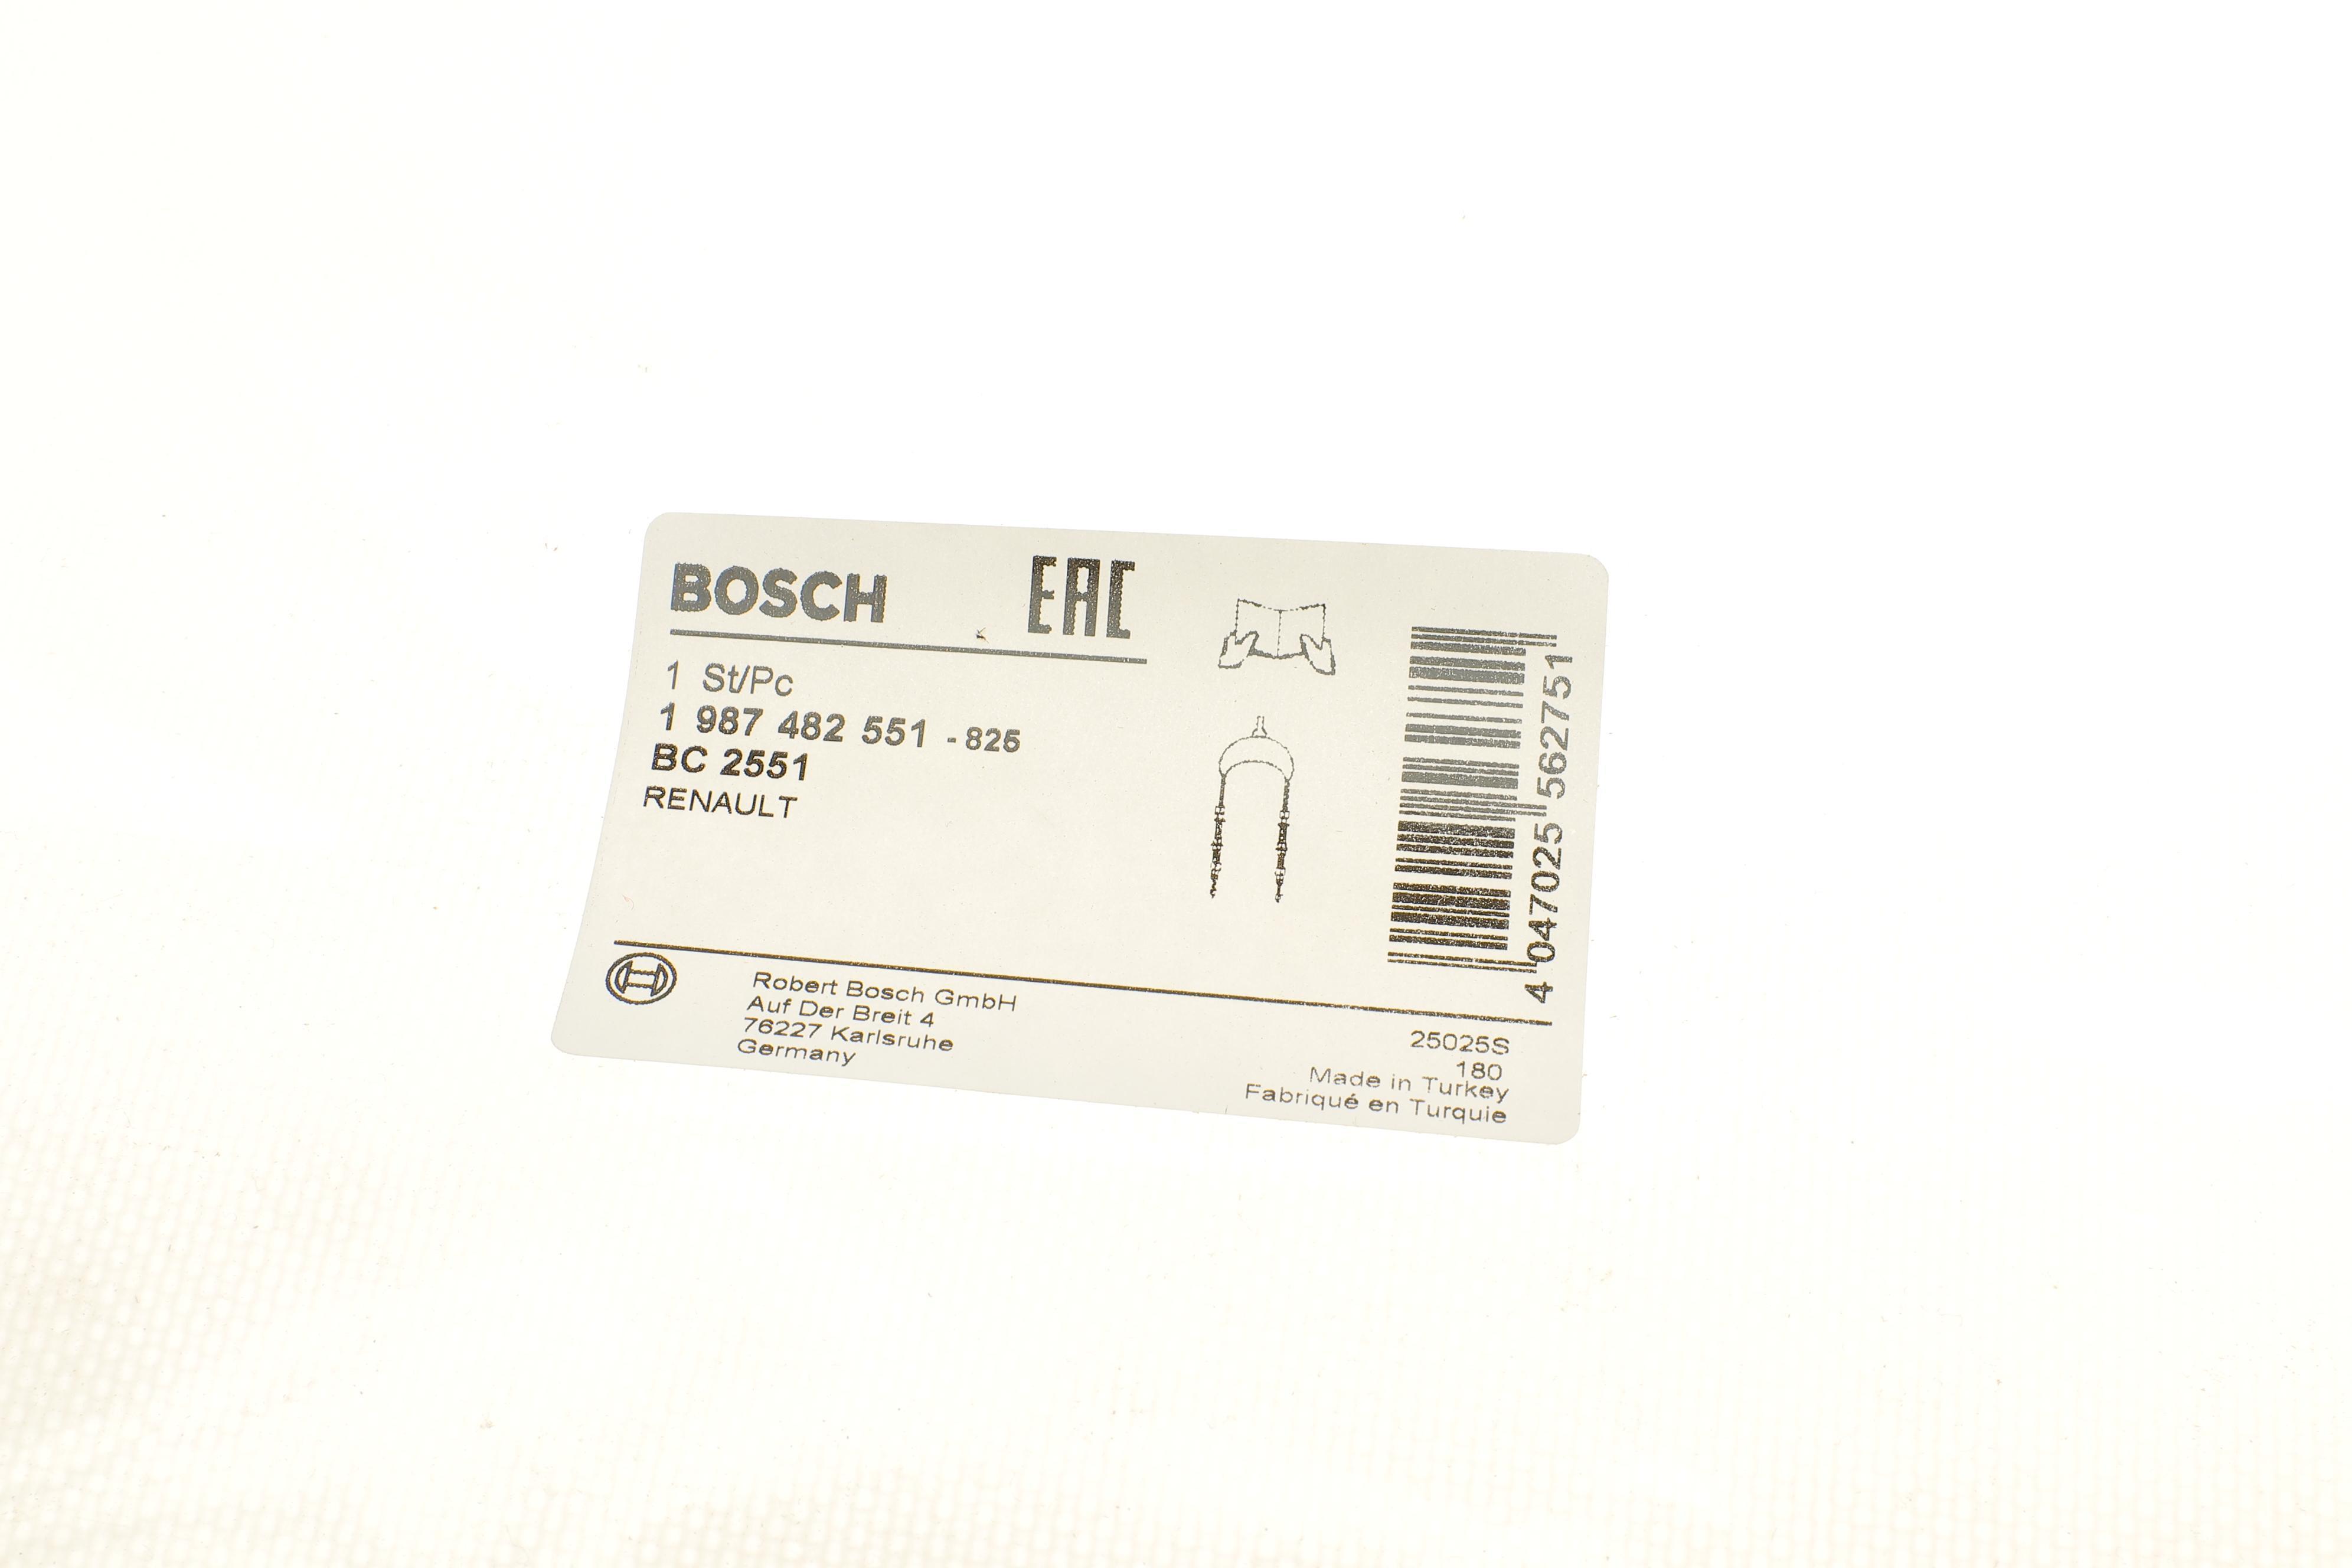 BOSCH EAC
1 St/Pc
1 987 482 551 - 825
BC 2551
RENAULT
4 047025 562751
Robert Bosch GmbH
Auf Der Breit 4
76227 Karlsruhe
Germany
25025S
180
Made in Turkey
Fabriqué en Turquie